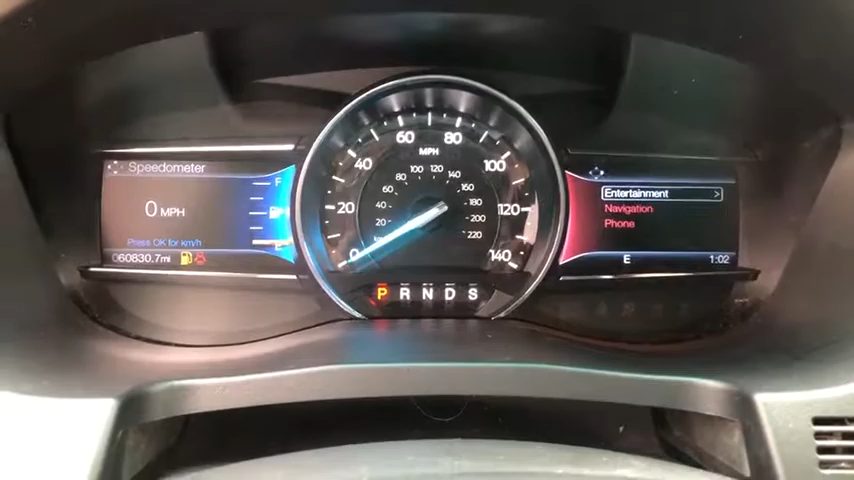 Speedometer
0 MPH
Press OK for km/h
060830.7mi
F
E
0 20 40 60 80 100 120 140
MPH
20 40 60 80 100 120 140 160 180 200 220
km/h
P R N D S
Entertainment >
Navigation
Phone
E
1:02